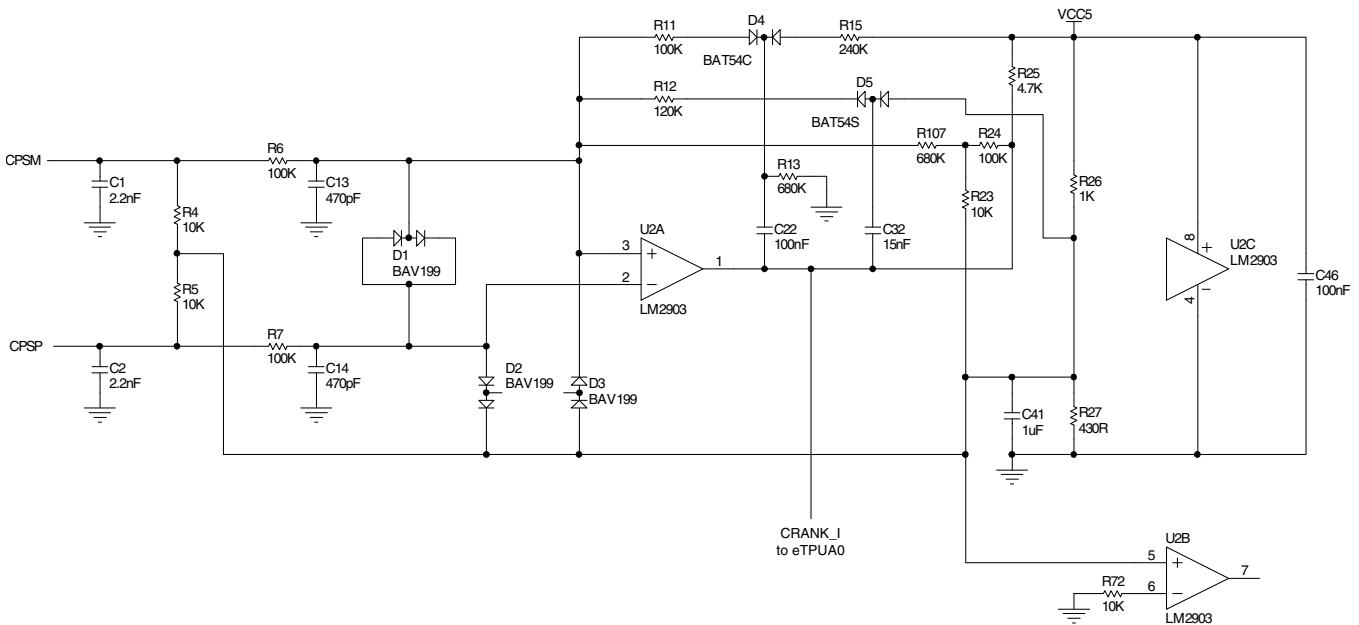 VCC5
R11
100K
D4
BAT54C
R15
240K
R25
4.7K
R12
120K
D5
BAT54S
R107
680K
R24
100K
CPSM
R6
100K
C1
2.2nF
C13
470pF
R4
10K
R13
680K
R23
10K
R26
1K
D1
BAV199
U2A
3
+
2
−
1
LM2903
C22
100nF
C32
15nF
8
+
U2C
LM2903
4
−
C46
100nF
R5
10K
CPSP
R7
100K
C2
2.2nF
C14
470pF
D2
BAV199
D3
BAV199
C41
1uF
R27
430R
CRANK_I
to eTPUA0
U2B
5
+
6
−
7
LM2903
R72
10K